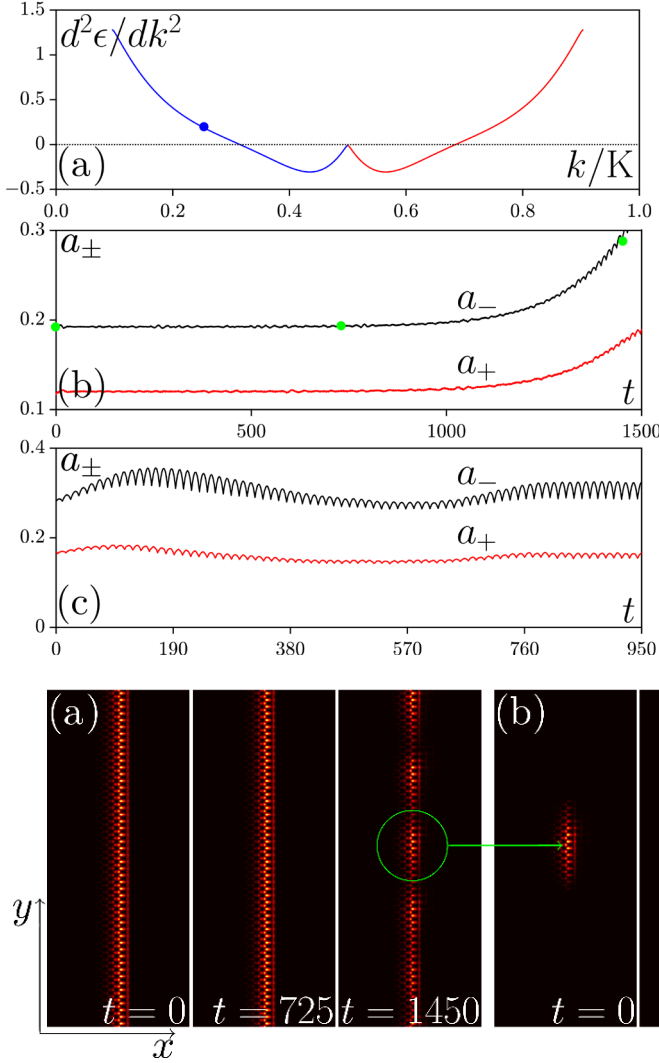 1.5
d²ϵ/dk²
1
0.5
0
(a)
k/K
−0.5
0.0 0.2 0.4 0.6 0.8 1.0
0.3
a±
a−
0.2
a+
(b)
t
0.1
0 500 1000 1500
0.4
a±
a−
0.2
a+
(c)
t
0
0 190 380 570 760 950
(a) (b)
y
t = 0 t = 725 t = 1450 t = 0
x